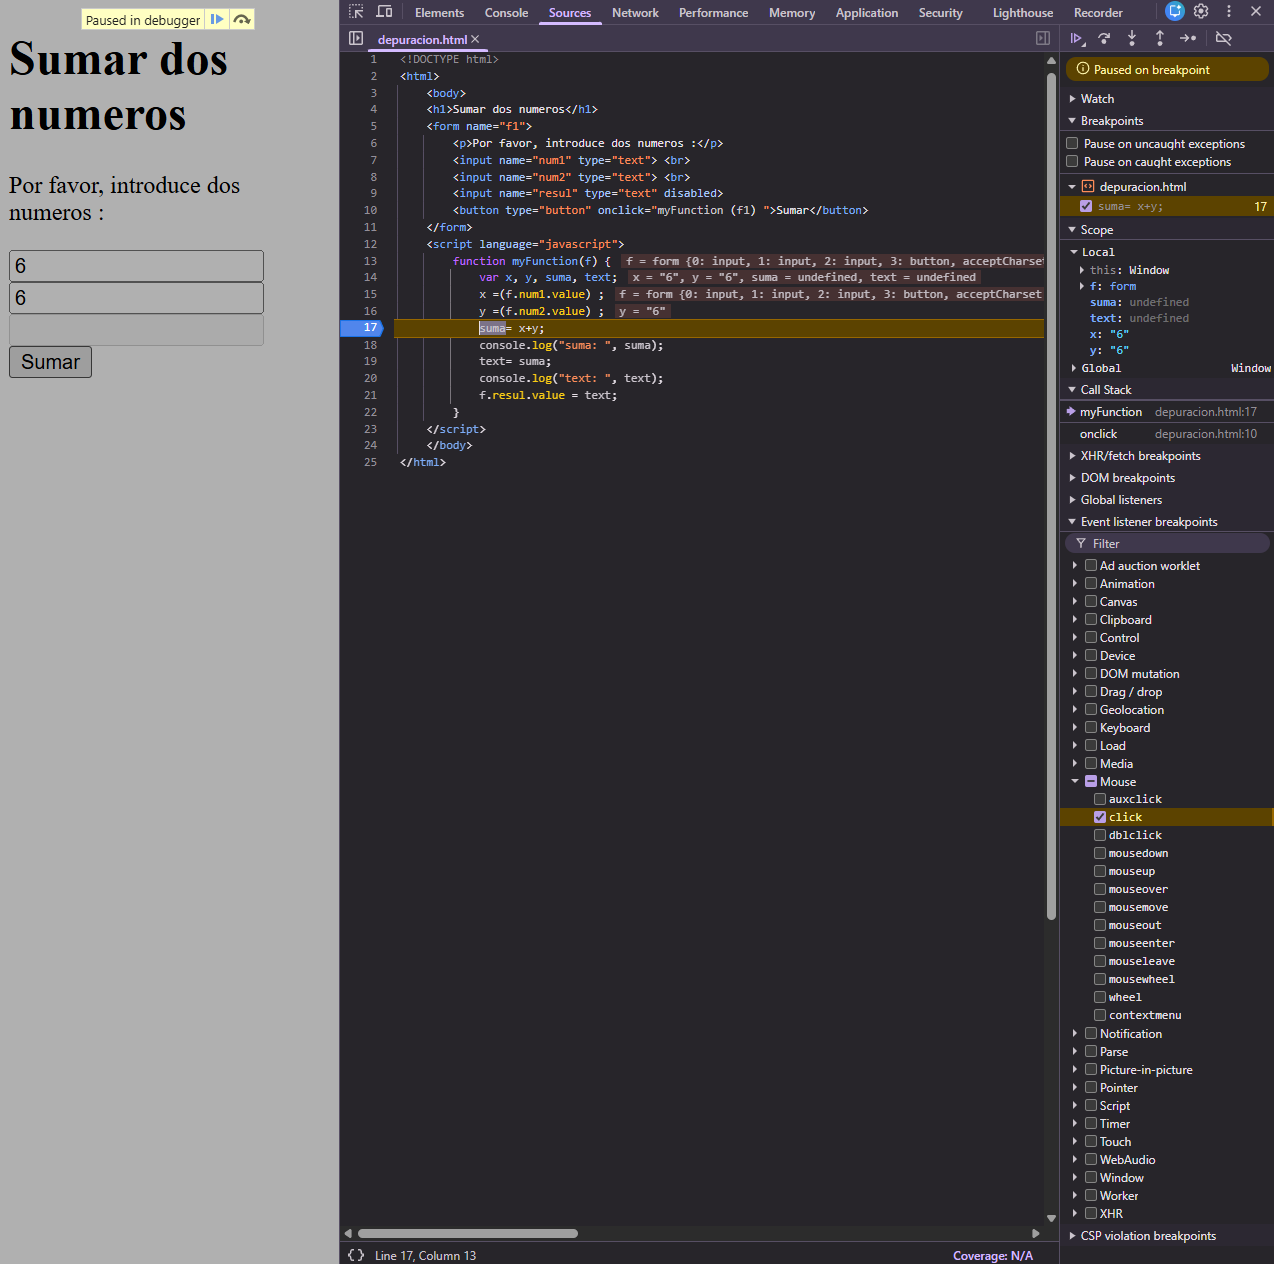 Paused in debugger
Sumar dos
numeros
Por favor, introduce dos
numeros :
6
6
Sumar
Elements Console Sources Network Performance Memory Application Security Lighthouse Recorder
depuracion.html
1 <!DOCTYPE html>
2 <html>
3 <body>
4 <h1>Sumar dos numeros</h1>
5 <form name="f1">
6 <p>Por favor, introduce dos numeros :</p>
7 <input name="num1" type="text"> <br>
8 <input name="num2" type="text"> <br>
9 <input name="resul" type="text" disabled>
10 <button type="button" onclick="myFunction (f1) ">Sumar</button>
11 </form>
12 <script language="javascript">
13 function myFunction(f) { f = form {0: input, 1: input, 2: input, 3: button, acceptCharset
14 var x, y, suma, text; x = "6", y = "6", suma = undefined, text = undefined
15 x =(f.num1.value) ; f = form {0: input, 1: input, 2: input, 3: button, acceptCharset
16 y =(f.num2.value) ; y = "6"
17 suma= x+y;
18 console.log("suma: ", suma);
19 text= suma;
20 console.log("text: ", text);
21 f.resul.value = text;
22 }
23 </script>
24 </body>
25 </html>
{} Line 17, Column 13 Coverage: N/A
Paused on breakpoint
Watch
Breakpoints
Pause on uncaught exceptions
Pause on caught exceptions
depuracion.html
suma= x+y; 17
Scope
Local
this: Window
f: form
suma: undefined
text: undefined
x: "6"
y: "6"
Global Window
Call Stack
myFunction depuracion.html:17
onclick depuracion.html:10
XHR/fetch breakpoints
DOM breakpoints
Global listeners
Event listener breakpoints
Filter
Ad auction worklet
Animation
Canvas
Clipboard
Control
Device
DOM mutation
Drag / drop
Geolocation
Keyboard
Load
Media
Mouse
auxclick
click
dblclick
mousedown
mouseup
mouseover
mousemove
mouseout
mouseenter
mouseleave
mousewheel
wheel
contextmenu
Notification
Parse
Picture-in-picture
Pointer
Script
Timer
Touch
WebAudio
Window
Worker
XHR
CSP violation breakpoints